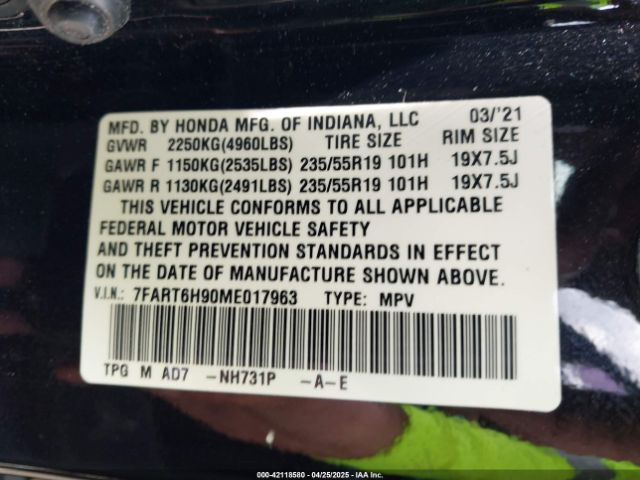 MFD. BY HONDA MFG. OF INDIANA, LLC 03/'21
GVWR 2250KG(4960LBS) TIRE SIZE RIM SIZE
GAWR F 1150KG(2535LBS) 235/55R19 101H 19X7.5J
GAWR R 1130KG(2491LBS) 235/55R19 101H 19X7.5J
THIS VEHICLE CONFORMS TO ALL APPLICABLE
FEDERAL MOTOR VEHICLE SAFETY
AND THEFT PREVENTION STANDARDS IN EFFECT
ON THE DATE OF MANUFACTURE SHOWN ABOVE.
V.I.N.: 7FART6H90ME017963 TYPE: MPV
TPG M AD7 -NH731P -A-E
000-42118580 - 04/25/2025 - IAA Inc.